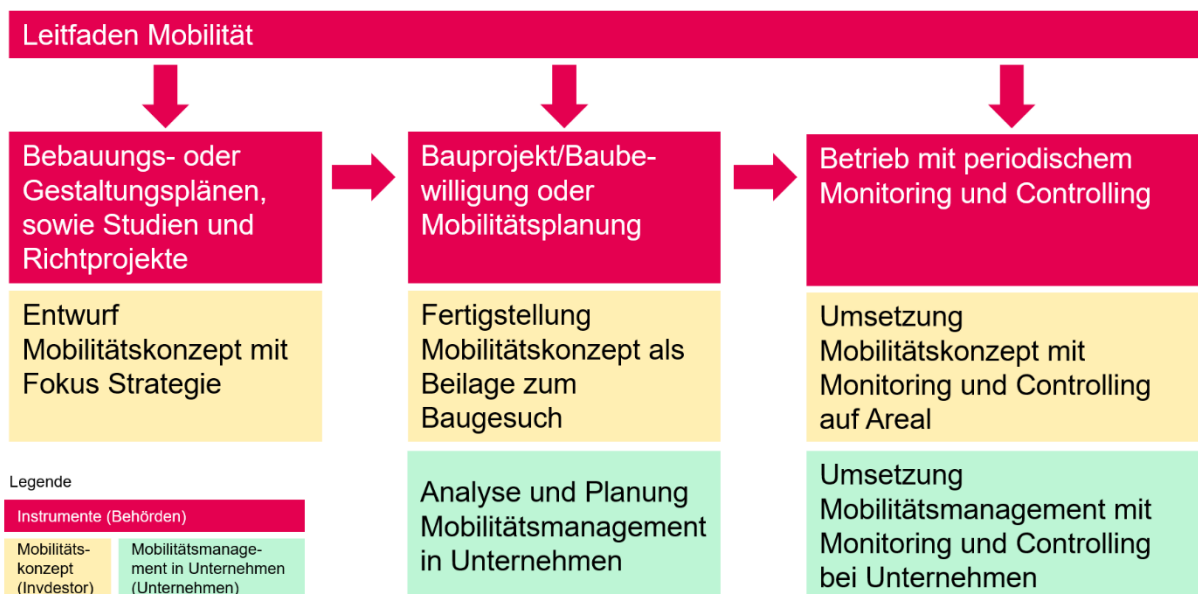 Leitfaden Mobilität
Bebauungs- oder
Gestaltungsplänen,
sowie Studien und
Richtprojekte
Bauprojekt/Baube-
willigung oder
Mobilitätsplanung
Betrieb mit periodischem
Monitoring und Controlling
Entwurf
Mobilitätskonzept mit
Fokus Strategie
Fertigstellung
Mobilitätskonzept als
Beilage zum
Baugesuch
Umsetzung
Mobilitätskonzept mit
Monitoring und Controlling
auf Areal
Analyse und Planung
Mobilitätsmanagement
in Unternehmen
Umsetzung
Mobilitätsmanagement mit
Monitoring und Controlling
bei Unternehmen
Legende
Instrumente (Behörden)
Mobilitäts-
konzept
(Invdestor)
Mobilitätsmanage-
ment in Unternehmen
(Unternehmen)